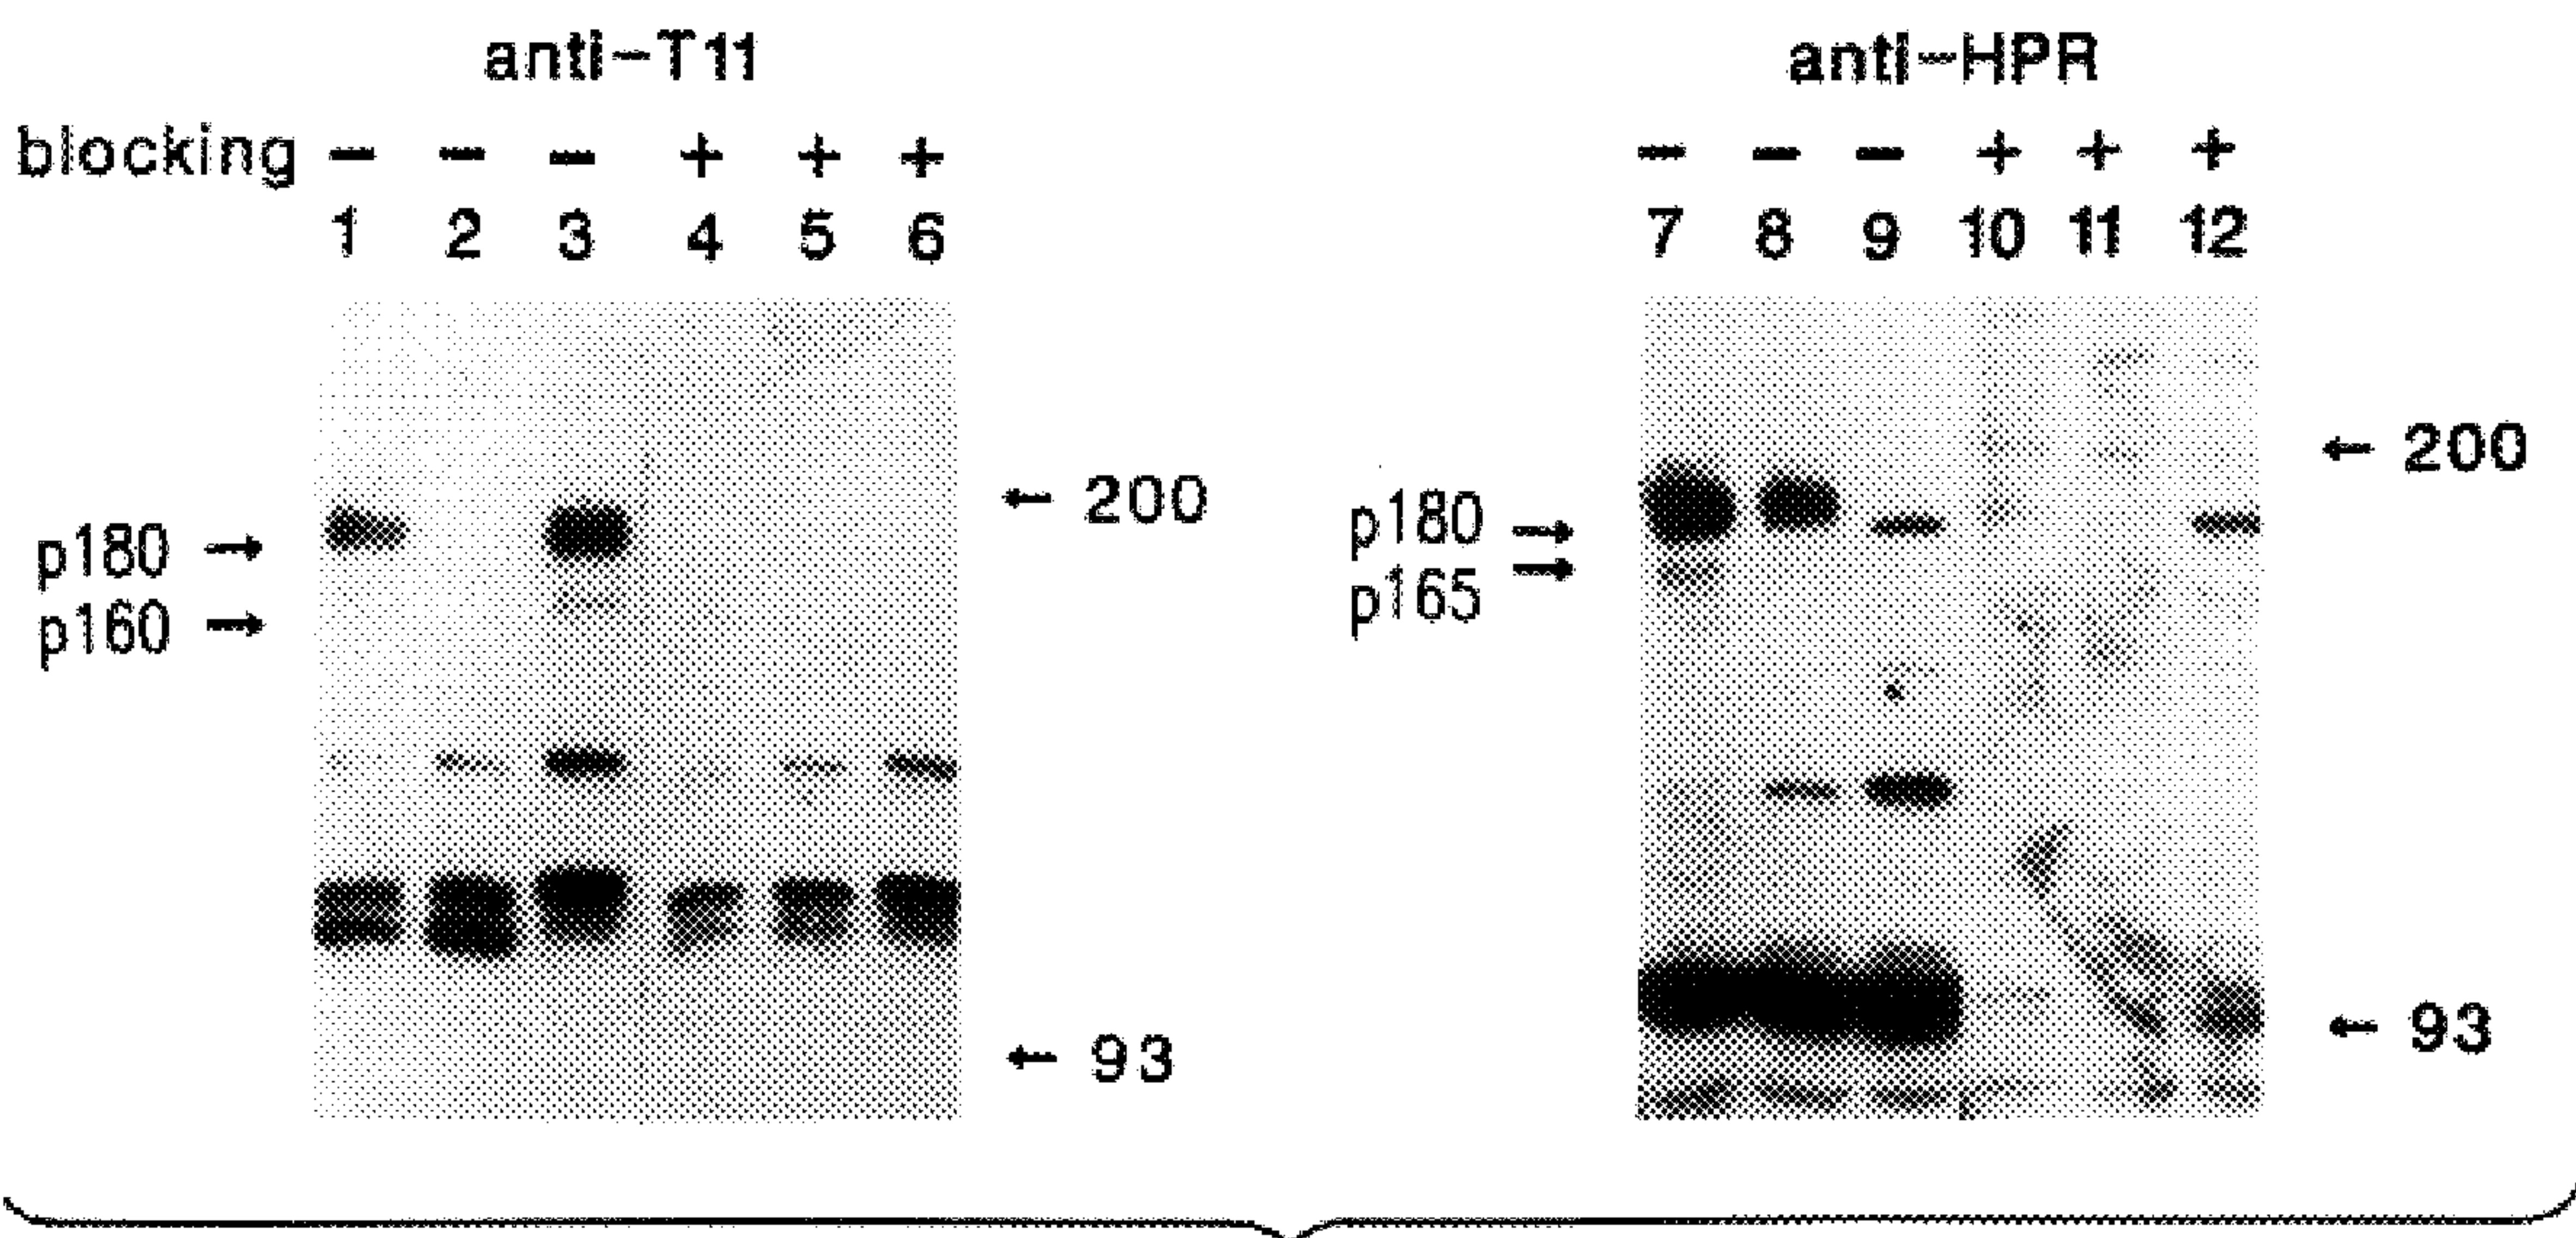 anti-T11 anti-HPR
blocking - - - + + + - - - + + +
1 2 3 4 5 6 7 8 9 10 11 12
← 200
← 200
p180 → p180 →
p160 → p165 →
← 93
← 93